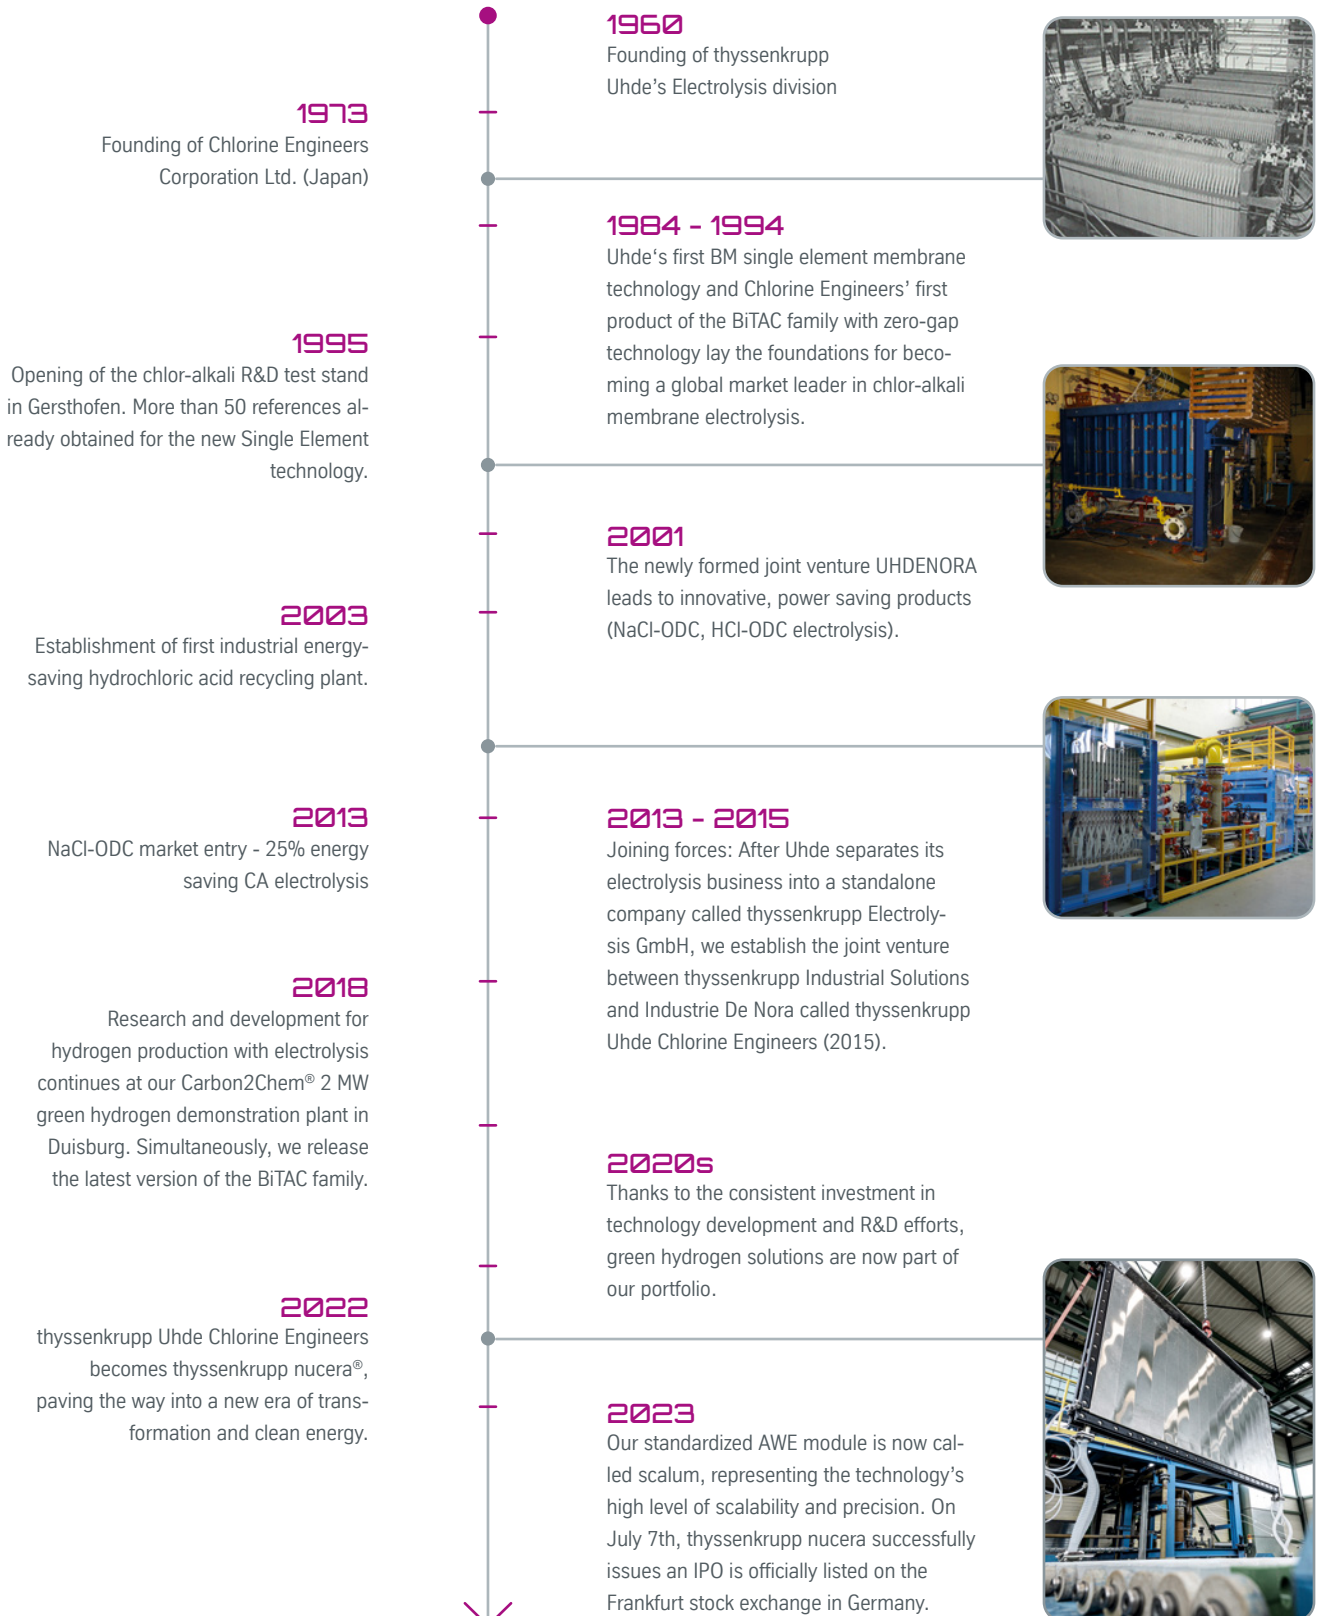 1960
Founding of thyssenkrupp
Uhde's Electrolysis division
1973
Founding of Chlorine Engineers
Corporation Ltd. (Japan)
1984 - 1994
Uhde‘s first BM single element membrane
technology and Chlorine Engineers’ first
product of the BiTAC family with zero-gap
technology lay the foundations for beco-
ming a global market leader in chlor-alkali
membrane electrolysis.
1995
Opening of the chlor-alkali R&D test stand
in Gersthofen. More than 50 references al-
ready obtained for the new Single Element
technology.
2001
The newly formed joint venture UHDENORA
leads to innovative, power saving products
(NaCl-ODC, HCl-ODC electrolysis).
2003
Establishment of first industrial energy-
saving hydrochloric acid recycling plant.
2013
NaCl-ODC market entry - 25% energy
saving CA electrolysis
2013 - 2015
Joining forces: After Uhde separates its
electrolysis business into a standalone
company called thyssenkrupp Electroly-
sis GmbH, we establish the joint venture
between thyssenkrupp Industrial Solutions
and Industrie De Nora called thyssenkrupp
Uhde Chlorine Engineers (2015).
2018
Research and development for
hydrogen production with electrolysis
continues at our Carbon2Chem® 2 MW
green hydrogen demonstration plant in
Duisburg. Simultaneously, we release
the latest version of the BiTAC family.
2020s
Thanks to the consistent investment in
technology development and R&D efforts,
green hydrogen solutions are now part of
our portfolio.
2022
thyssenkrupp Uhde Chlorine Engineers
becomes thyssenkrupp nucera®,
paving the way into a new era of trans-
formation and clean energy.
2023
Our standardized AWE module is now cal-
led scalum, representing the technology’s
high level of scalability and precision. On
July 7th, thyssenkrupp nucera successfully
issues an IPO is officially listed on the
Frankfurt stock exchange in Germany.